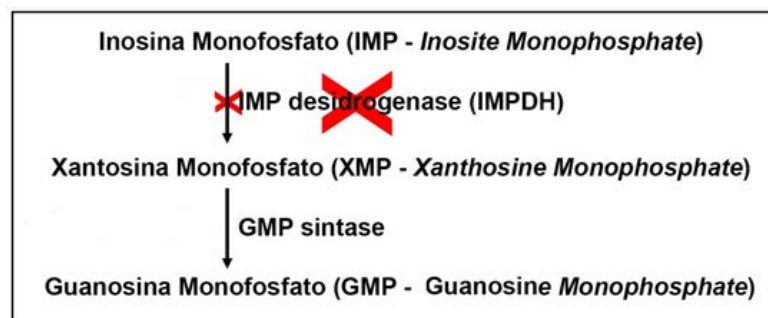 Inosina Monofosfato (IMP - Inosite Monophosphate)
IMP desidrogenase (IMPDH)
Xantosina Monofosfato (XMP - Xanthosine Monophosphate)
GMP sintase
Guanosina Monofosfato (GMP - Guanosine Monophosphate)